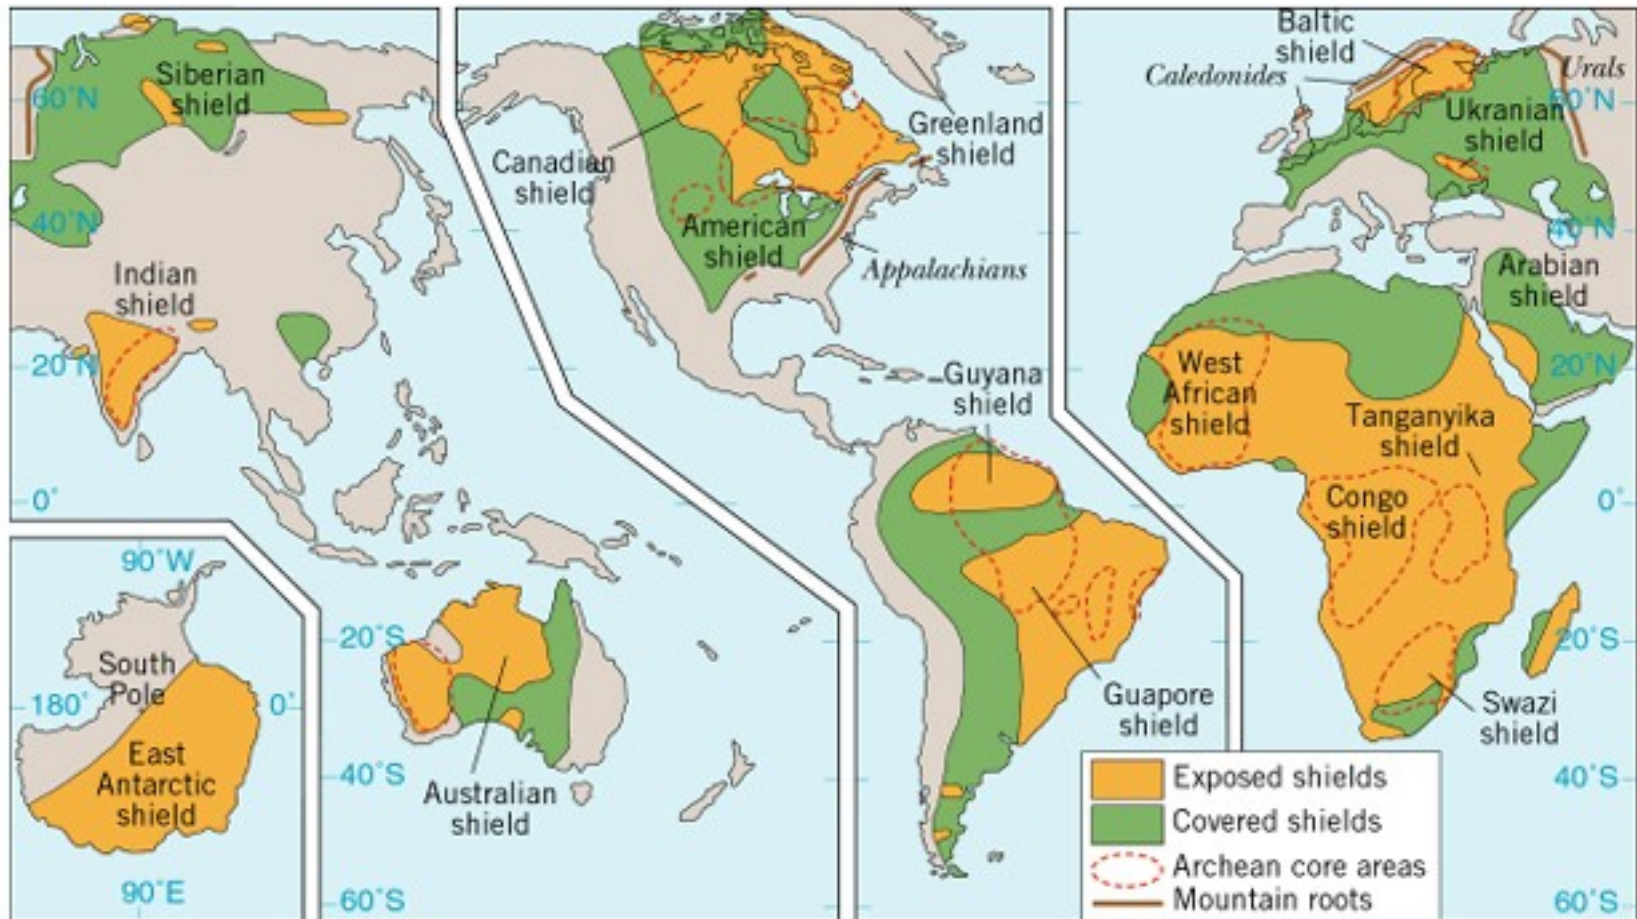 Siberian
shield
60°N
40°N
Indian
shield
20°N
0°
90°W
South
Pole
180°
0°
East
Antarctic
shield
90°E
20°S
40°S
60°S
Australian
shield
Canadian
shield
Greenland
shield
American
shield
Appalachians
Guyana
shield
Guapore
shield
Baltic
shield
Caledonides
Urals
60°N
Ukranian
shield
40°N
Arabian
shield
20°N
West
African
shield
Tanganyika
shield
Congo
shield
0°
20°S
Swazi
shield
40°S
60°S
Exposed shields
Covered shields
Archean core areas
Mountain roots